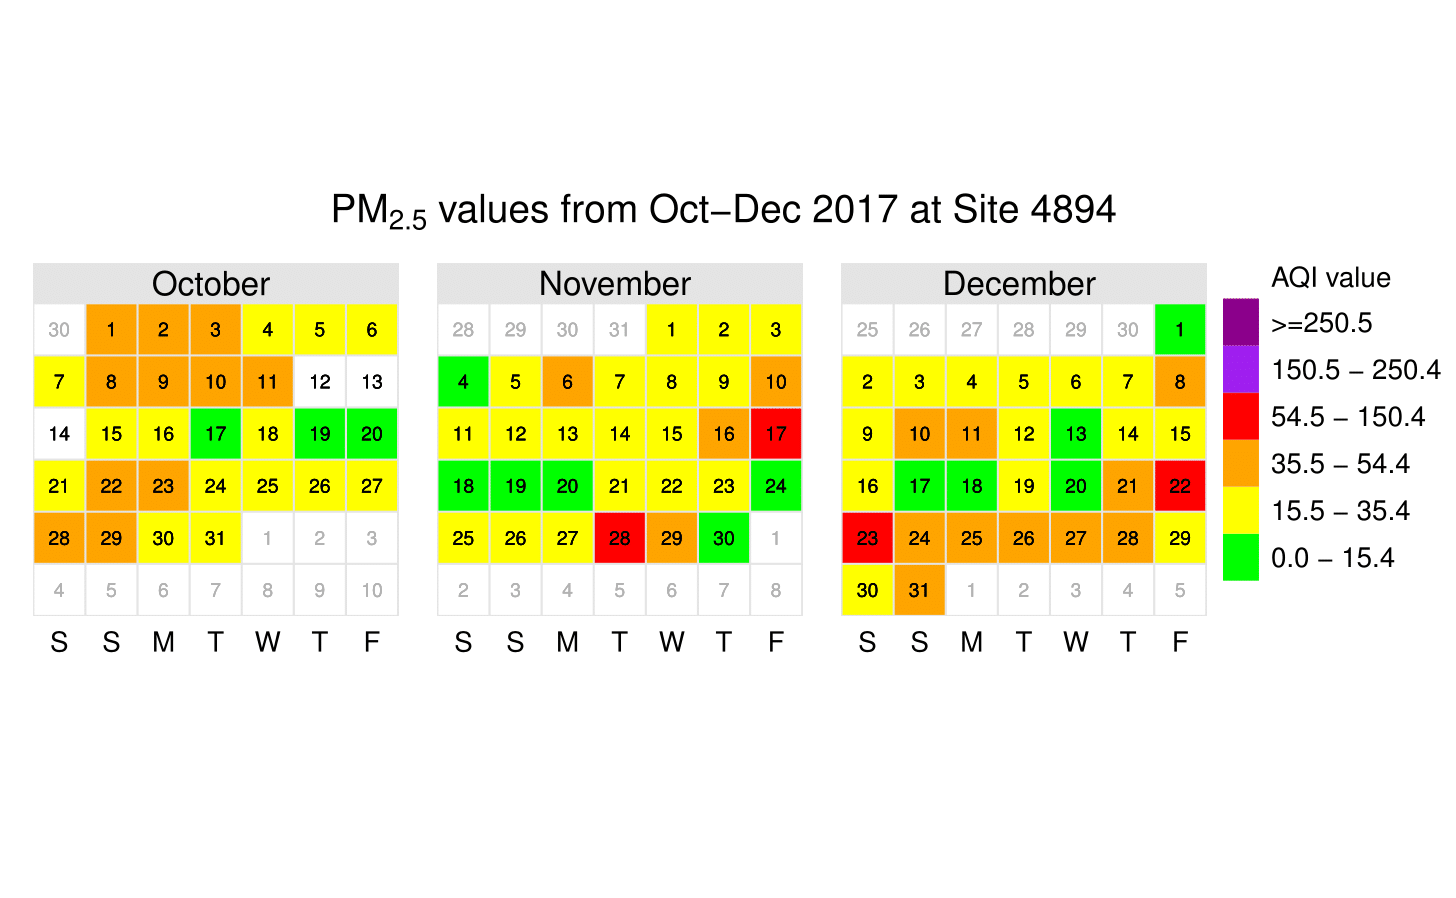 PM2.5 values from Oct−Dec 2017 at Site 4894
October
30 1 2 3 4 5 6
7 8 9 10 11 12 13
14 15 16 17 18 19 20
21 22 23 24 25 26 27
28 29 30 31 1 2 3
4 5 6 7 8 9 10
S S M T W T F
November
28 29 30 31 1 2 3
4 5 6 7 8 9 10
11 12 13 14 15 16 17
18 19 20 21 22 23 24
25 26 27 28 29 30 1
2 3 4 5 6 7 8
S S M T W T F
December
25 26 27 28 29 30 1
2 3 4 5 6 7 8
9 10 11 12 13 14 15
16 17 18 19 20 21 22
23 24 25 26 27 28 29
30 31 1 2 3 4 5
S S M T W T F
AQI value
>=250.5
150.5 − 250.4
54.5 − 150.4
35.5 − 54.4
15.5 − 35.4
0.0 − 15.4